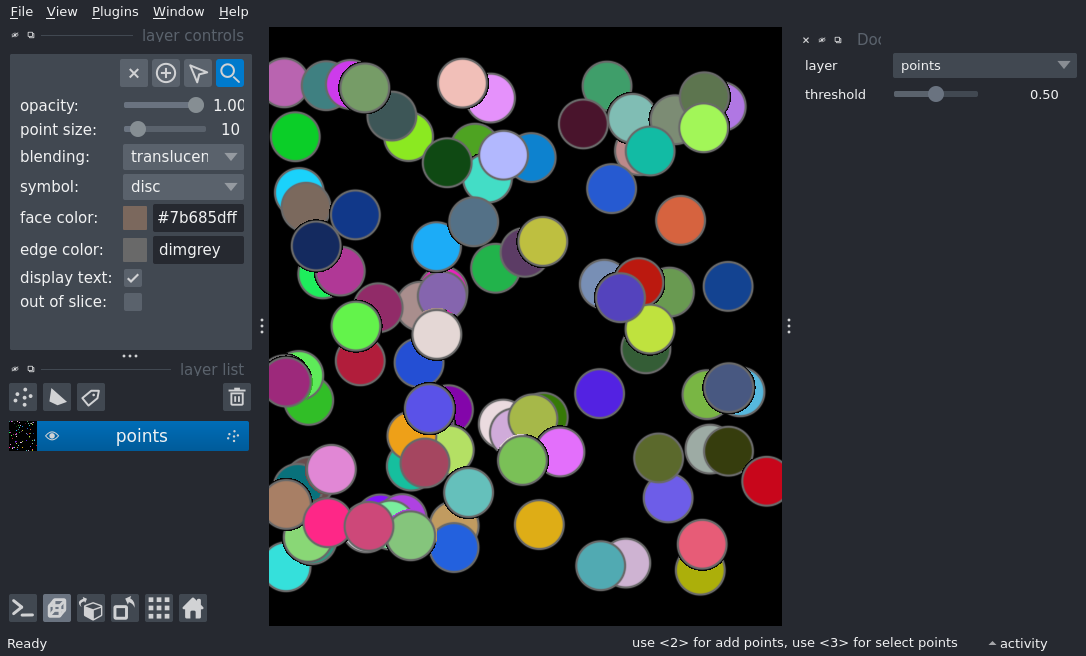 File View Plugins Window Help
layer controls
opacity: 1.00
point size: 10
blending: translucen
symbol: disc
face color: #7b685dff
edge color: dimgrey
display text:
out of slice:
layer list
points
Ready
Doc
layer points
threshold 0.50
use <2> for add points, use <3> for select points
activity